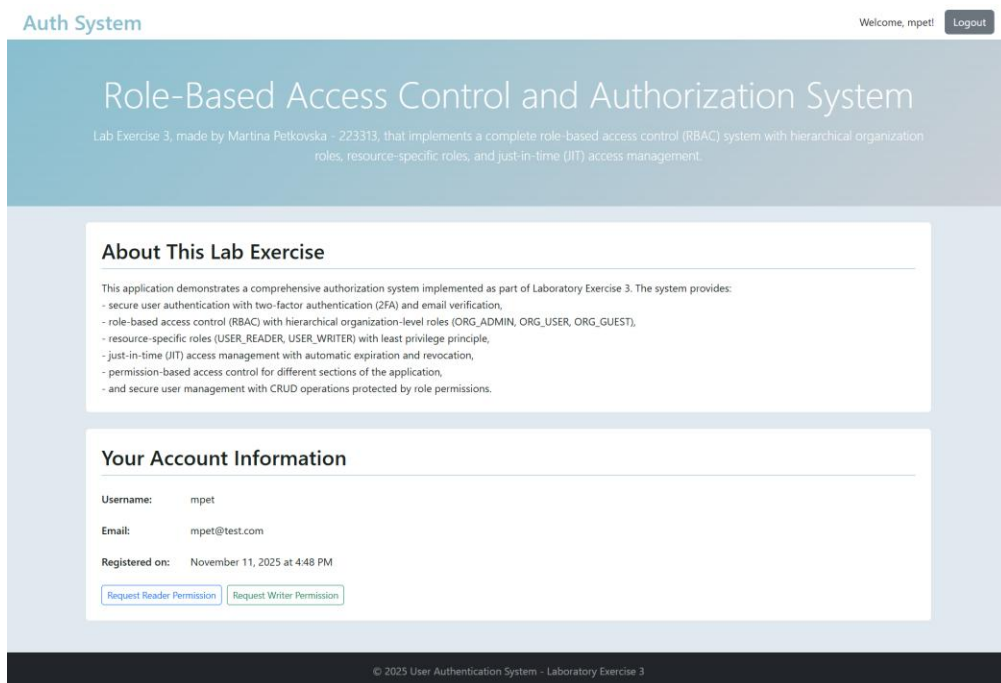 Auth System
Welcome, mpet!
Logout
Role-Based Access Control and Authorization System
Lab Exercise 3, made by Martina Petkovska - 223313, that implements a complete role-based access control (RBAC) system with hierarchical organization
roles, resource-specific roles, and just-in-time (JIT) access management.
About This Lab Exercise
This application demonstrates a comprehensive authorization system implemented as part of Laboratory Exercise 3. The system provides:
- secure user authentication with two-factor authentication (2FA) and email verification,
- role-based access control (RBAC) with hierarchical organization-level roles (ORG_ADMIN, ORG_USER, ORG_GUEST),
- resource-specific roles (USER_READER, USER_WRITER) with least privilege principle,
- just-in-time (JIT) access management with automatic expiration and revocation,
- permission-based access control for different sections of the application,
- and secure user management with CRUD operations protected by role permissions.
Your Account Information
Username: mpet
Email: mpet@test.com
Registered on: November 11, 2025 at 4:48 PM
Request Reader Permission
Request Writer Permission
© 2025 User Authentication System - Laboratory Exercise 3